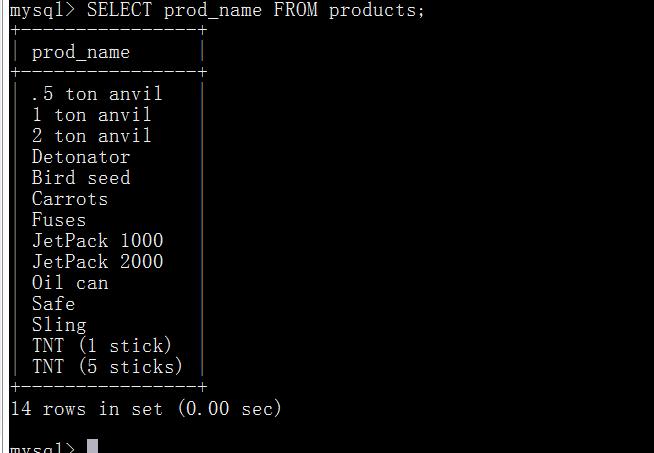 mysql> SELECT prod_name FROM products;
+----------------+
| prod_name      |
+----------------+
| .5 ton anvil   |
| 1 ton anvil    |
| 2 ton anvil    |
| Detonator      |
| Bird seed      |
| Carrots        |
| Fuses          |
| JetPack 1000   |
| JetPack 2000   |
| Oil can        |
| Safe           |
| Sling          |
| TNT (1 stick)  |
| TNT (5 sticks) |
+----------------+
14 rows in set (0.00 sec)
mysql>